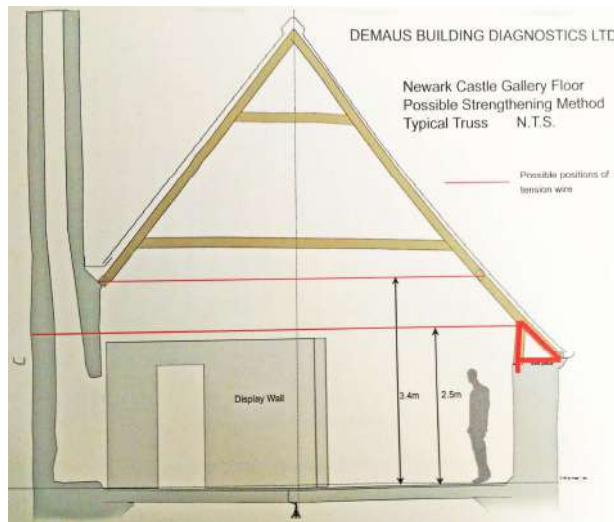 DEMAUS BUILDING DIAGNOSTICS LTD
Newark Castle Gallery Floor
Possible Strengthening Method
Typical Truss N.T.S.
Possible positions of
tension wire
Display Wall
3.4m
2.5m